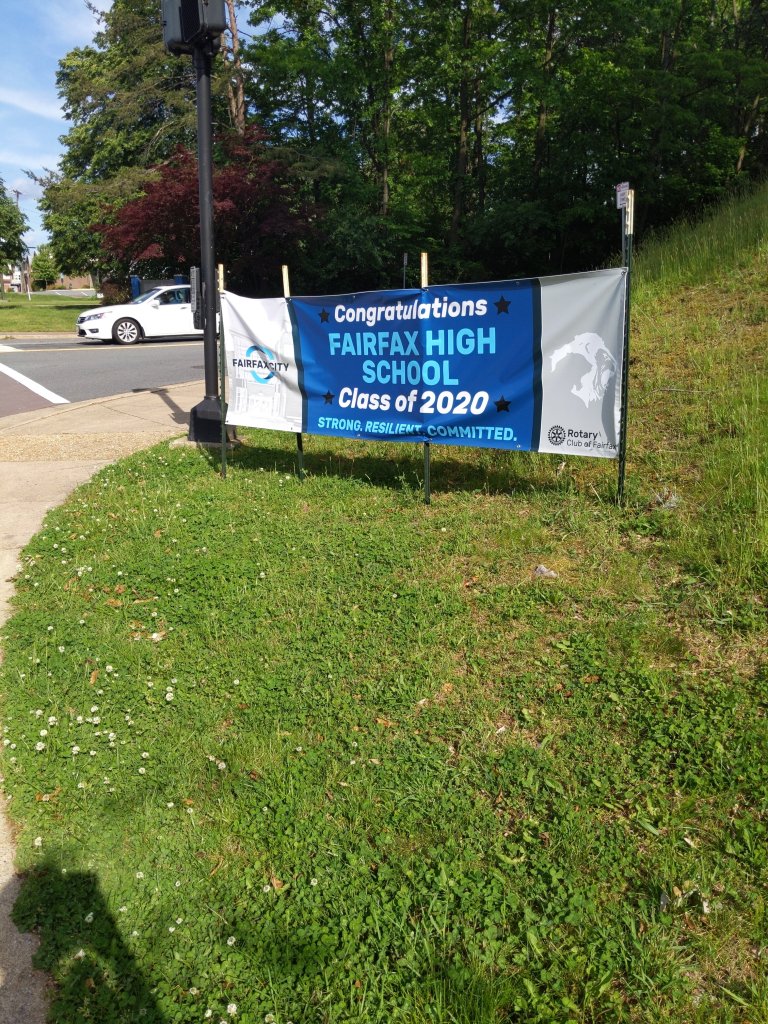 Congratulations
FAIRFAX HIGH
SCHOOL
Class of 2020
STRONG. RESILIENT. COMMITTED.
FAIRFAXCITY
Rotary
Club of Fairfax